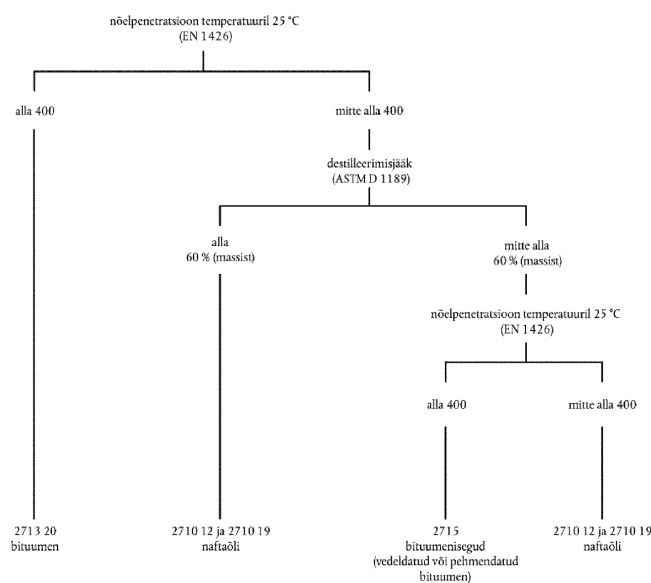 nõelpenetratsioon temperatuuril 25 °C
(EN 1426)
alla 400
mitte alla 400
destilleerimisjääk
(ASTM D 1189)
alla
60 % (massist)
mitte alla
60 % (massist)
nõelpenetratsioon temperatuuril 25 °C
(EN 1426)
alla 400
mitte alla 400
2713 20
bituumen
2710 12 ja 2710 19
naftaõli
2715
bituumenisegud
(vedeldatud või pehmendatud
bituumen)
2710 12 ja 2710 19
naftaõli